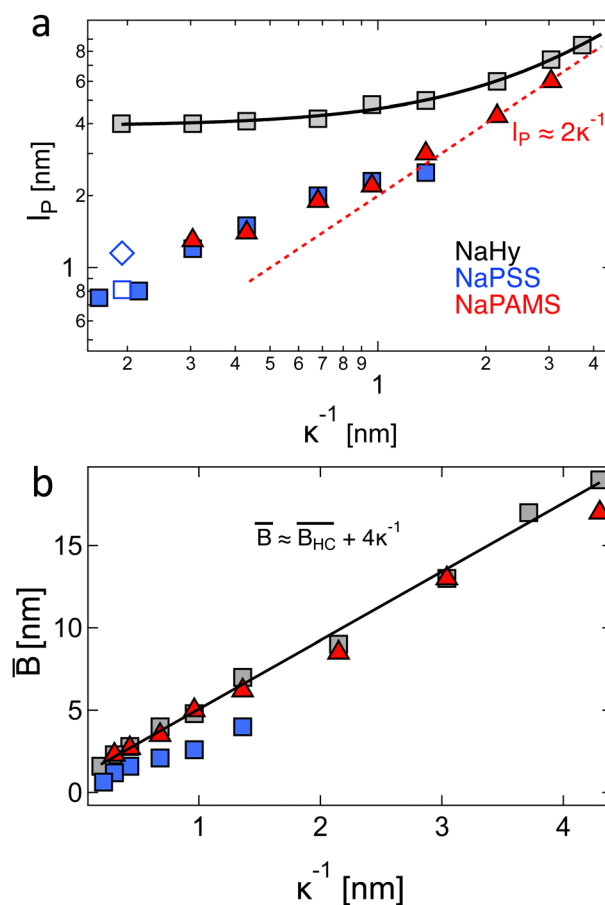 a
8
6
4
2
1
8
6
l_P [nm]
l_P ≈ 2κ⁻¹
NaHy
NaPSS
NaPAMS
2 3 4 5 6 7 8 9 1 2 3 4
κ⁻¹ [nm]
b
B̅ ≈ B̅_HC + 4κ⁻¹
15
10
5
0
B̅ [nm]
1 2 3 4
κ⁻¹ [nm]